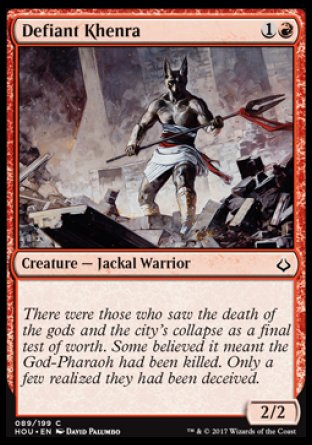 Defiant Khenra 1
Creature — Jackal Warrior
There were those who saw the death of
the gods and the city's collapse as a final
test of worth. Some believed it meant the
God-Pharaoh had been killed. Only a
few realized they had been deceived.
2/2
089/199 C
HOU • EN DAVID PALUMBO
™ & © 2017 Wizards of the Coast